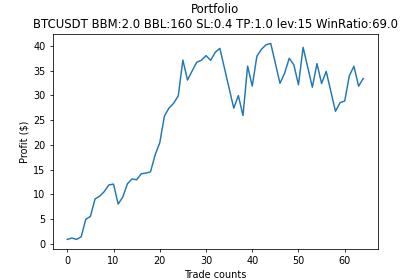 Portfolio
BTCUSDT BBM:2.0 BBL:160 SL:0.4 TP:1.0 lev:15 WinRatio:69.0
40
35
30
25
20
15
10
5
0
Profit ($)
0 10 20 30 40 50 60
Trade counts